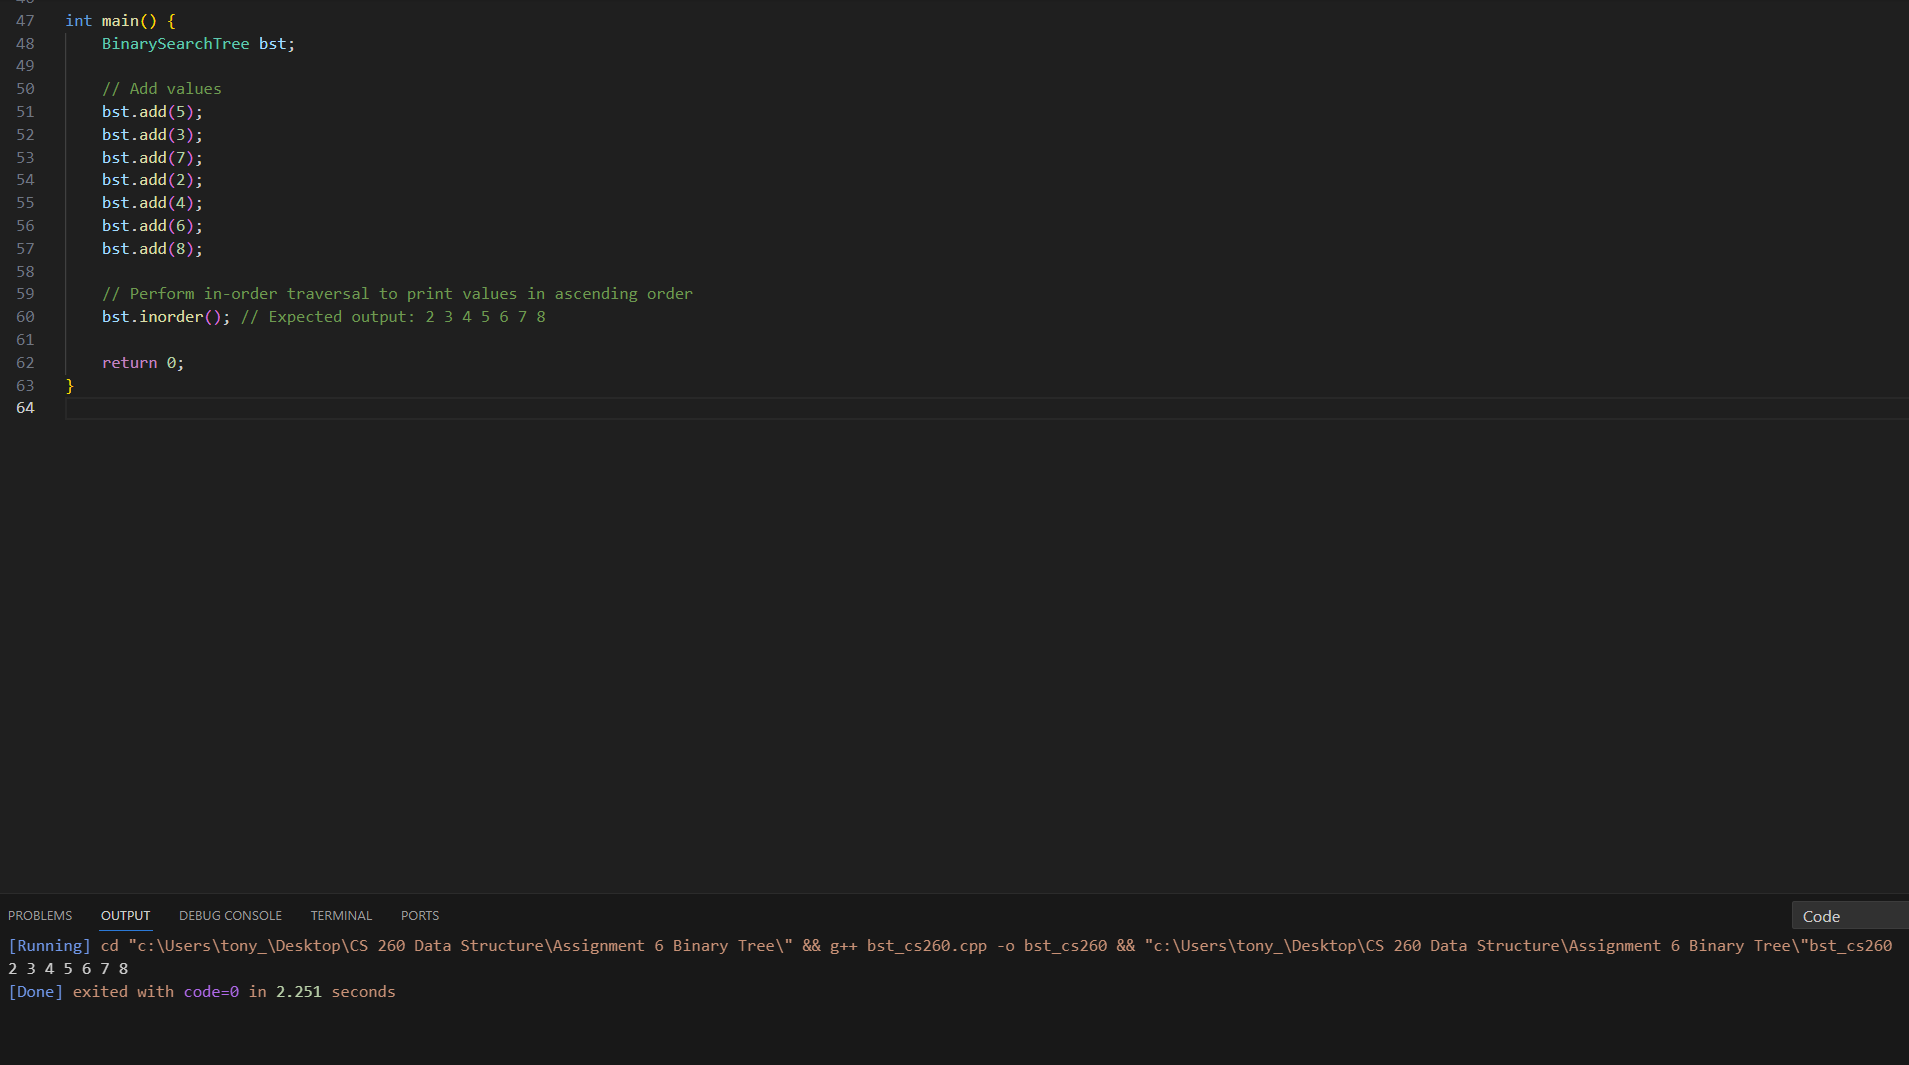 47 int main() {
48 BinarySearchTree bst;
49
50 // Add values
51 bst.add(5);
52 bst.add(3);
53 bst.add(7);
54 bst.add(2);
55 bst.add(4);
56 bst.add(6);
57 bst.add(8);
58
59 // Perform in-order traversal to print values in ascending order
60 bst.inorder(); // Expected output: 2 3 4 5 6 7 8
61
62 return 0;
63 }
64
PROBLEMS OUTPUT DEBUG CONSOLE TERMINAL PORTS Code
[Running] cd "c:\Users\tony_\Desktop\CS 260 Data Structure\Assignment 6 Binary Tree\" && g++ bst_cs260.cpp -o bst_cs260 && "c:\Users\tony_\Desktop\CS 260 Data Structure\Assignment 6 Binary Tree\"bst_cs260
2 3 4 5 6 7 8
[Done] exited with code=0 in 2.251 seconds